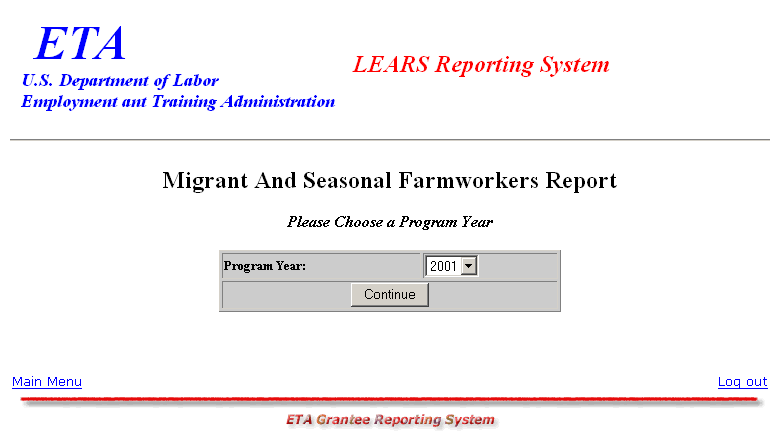 ETA
U.S. Department of Labor
Employment ant Training Administration
LEARS Reporting System
Migrant And Seasonal Farmworkers Report
Please Choose a Program Year
Program Year: 2001
Continue
Main Menu Log out
ETA Grantee Reporting System